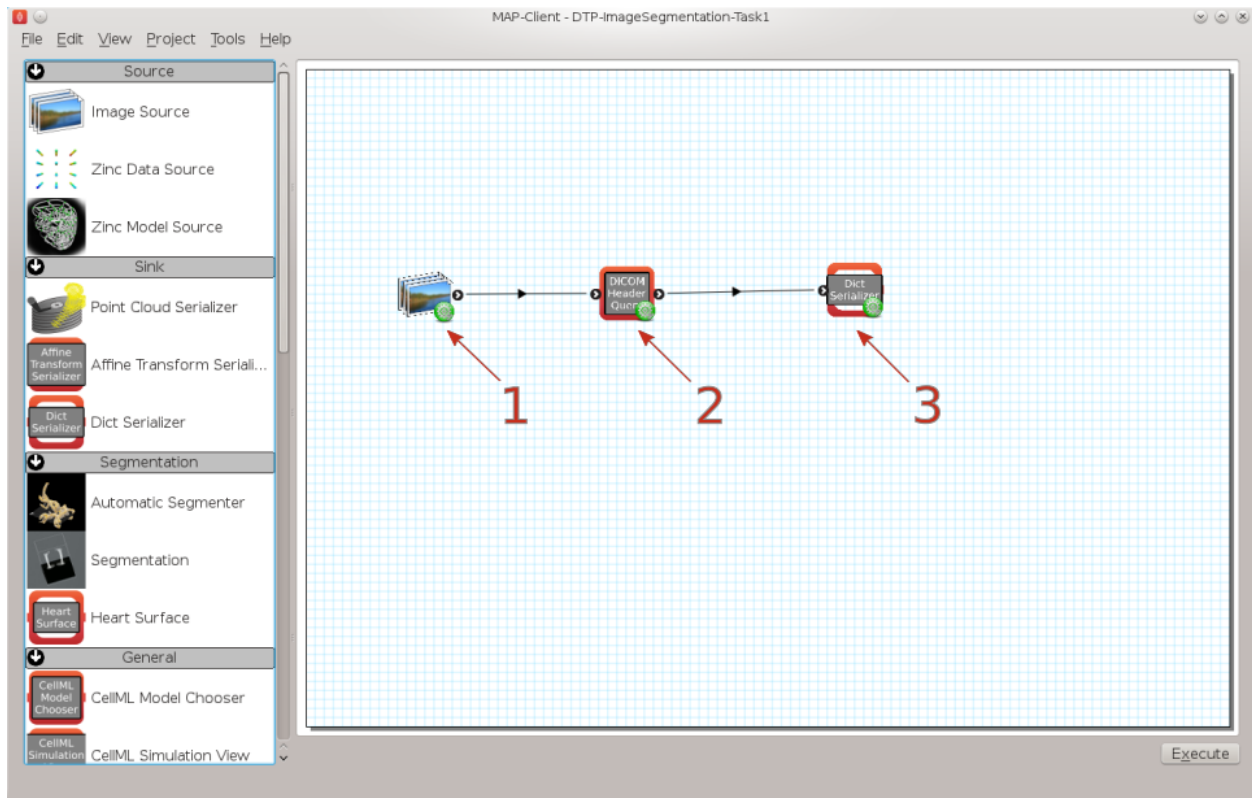 MAP-Client - DTP-ImageSegmentation-Task1
File Edit View Project Tools Help
Source
Image Source
Zinc Data Source
Zinc Model Source
Sink
Point Cloud Serializer
Affine
Transform
Serializer
Affine Transform Seriali...
Dict
Serializer
Dict Serializer
Segmentation
Automatic Segmenter
Segmentation
Heart
Surface
Heart Surface
General
CellML
Model
Chooser
CellML Model Chooser
CellML
Simulation
CellML Simulation View
DICOM
Header
Query
Dict
Serializer
1
2
3
Execute